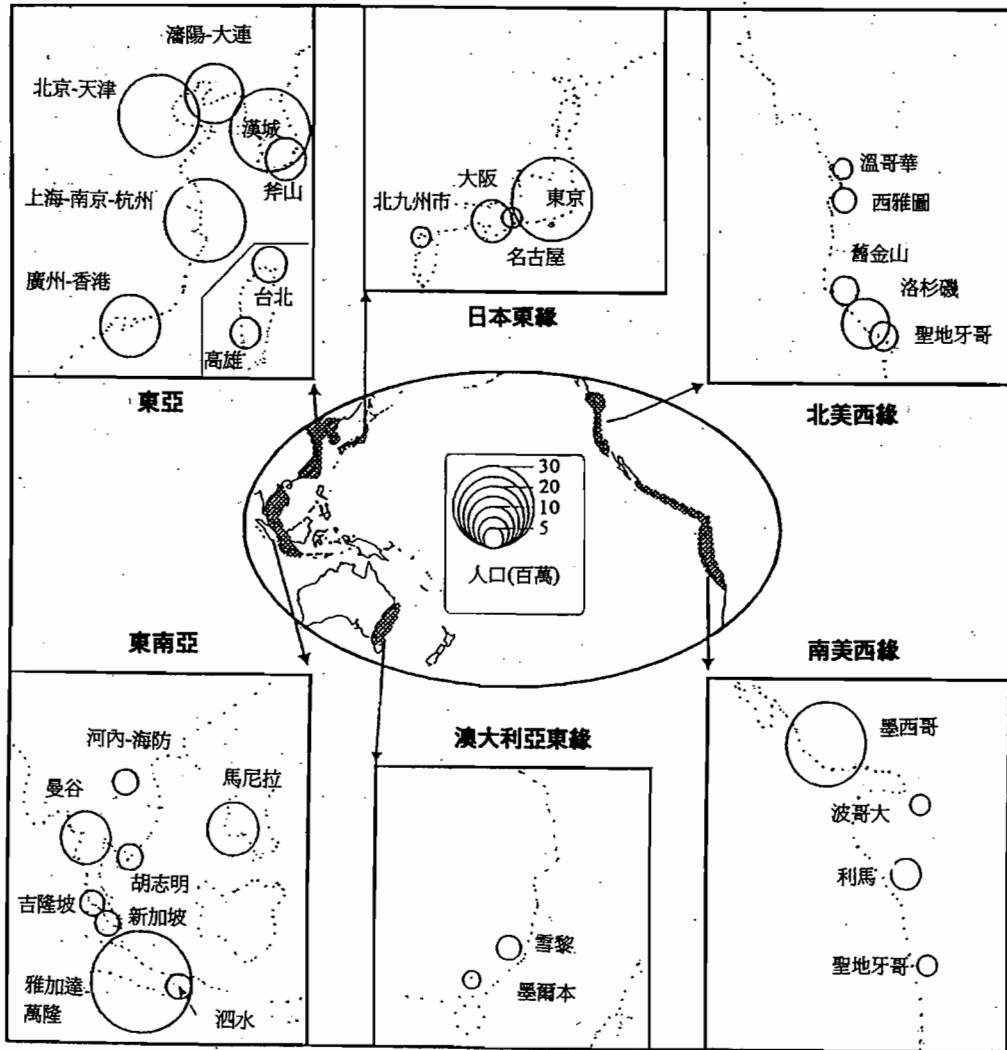 瀋陽-大連
北京-天津
漢城
斧山
上海-南京-杭州
廣州-香港
台北
高雄
東亞
大阪
東京
北九州市
名古屋
日本東緣
溫哥華
西雅圖
舊金山
洛杉磯
聖地牙哥
北美西緣
30
20
10
5
人口(百萬)
東南亞
河內-海防
曼谷
馬尼拉
胡志明
吉隆坡
新加坡
雅加達
萬隆
泗水
澳大利亞東緣
雪黎
墨爾本
南美西緣
墨西哥
波哥大
利馬
聖地牙哥